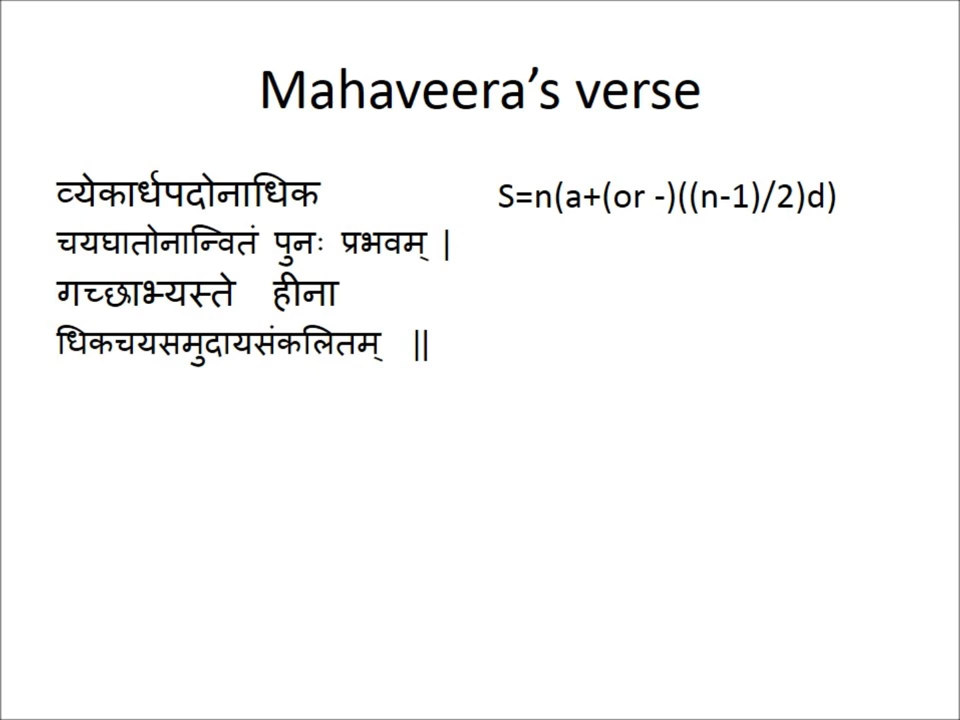 Mahaveera’s verse
व्येकार्धपदोनाधिक
चयघातोनान्वितं पुनः प्रभवम् |
गच्छाभ्यस्ते हीना
धिकचयसमुदायसंकलितम् ||
S=n(a+(or -)((n-1)/2)d)